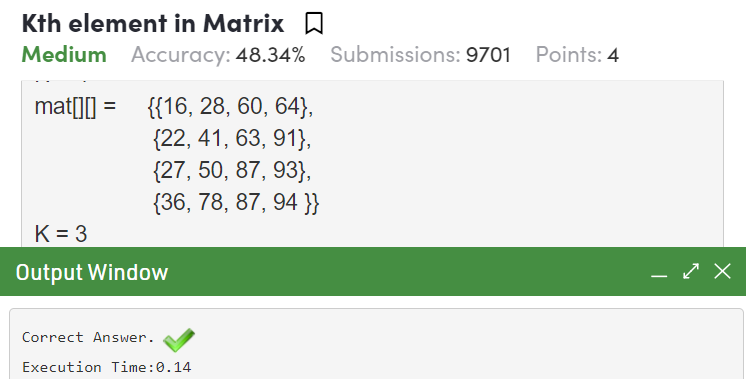 Kth element in Matrix
Medium Accuracy: 48.34% Submissions: 9701 Points: 4
mat[][] = {{16, 28, 60, 64},
{22, 41, 63, 91},
{27, 50, 87, 93},
{36, 78, 87, 94 }}
K = 3
Output Window
Correct Answer.
Execution Time:0.14